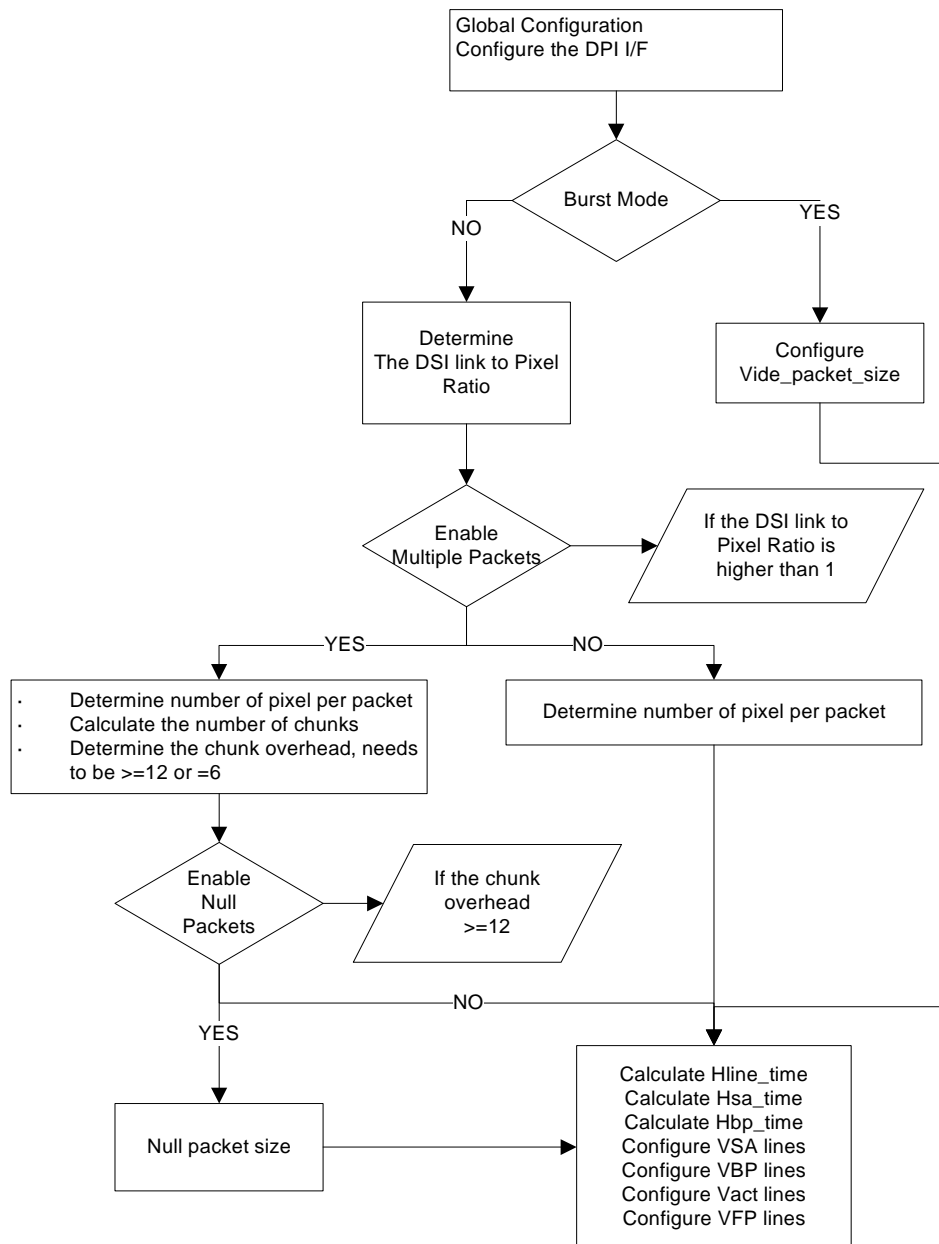 Global Configuration
Configure the DPI I/F
Burst Mode
NO
YES
Determine
The DSI link to Pixel
Ratio
Configure
Vide_packet_size
Enable
Multiple Packets
If the DSI link to
Pixel Ratio is
higher than 1
YES
NO
· Determine number of pixel per packet
· Calculate the number of chunks
· Determine the chunk overhead, needs
to be >=12 or =6
Determine number of pixel per packet
Enable
Null
Packets
If the chunk
overhead
>=12
NO
YES
Null packet size
Calculate Hline_time
Calculate Hsa_time
Calculate Hbp_time
Configure VSA lines
Configure VBP lines
Configure Vact lines
Configure VFP lines